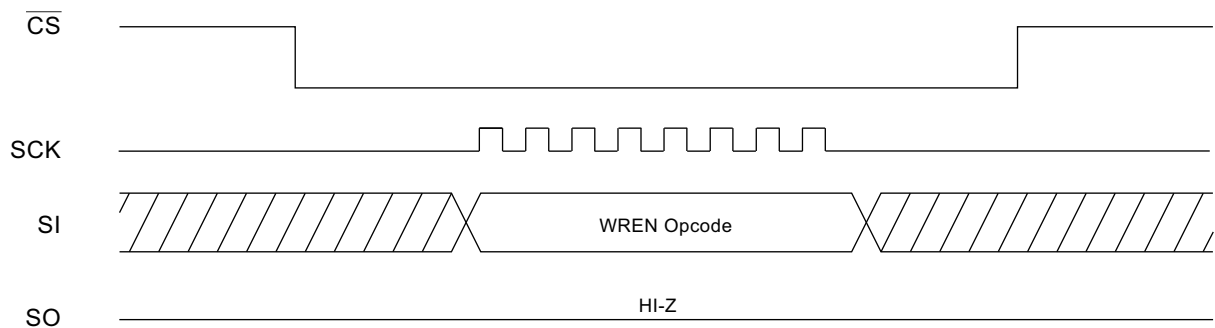 CS
SCK
SI
WREN Opcode
HI-Z
SO